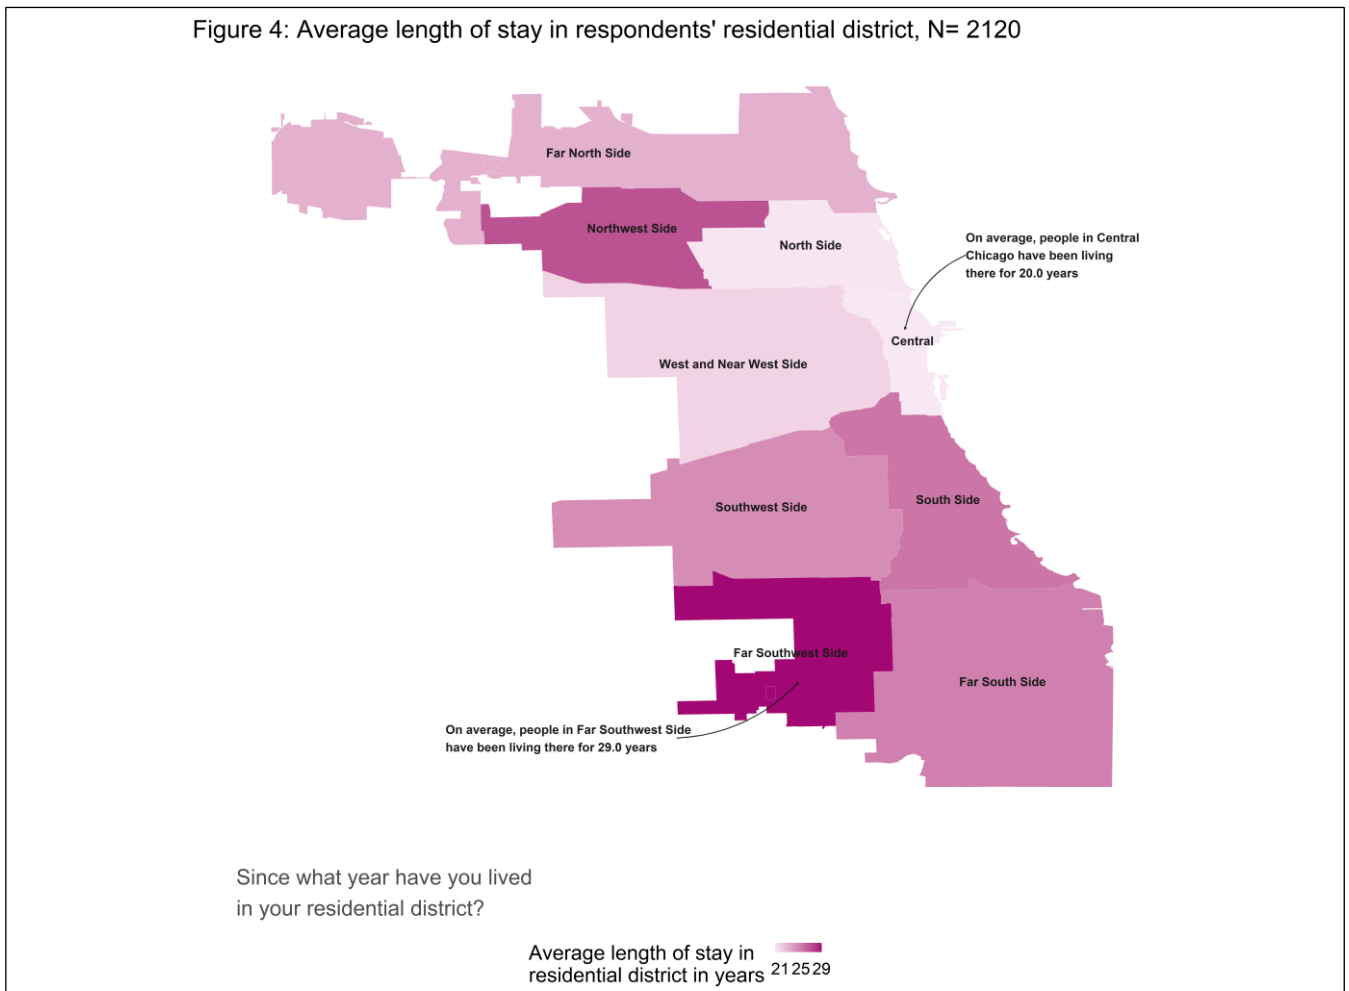 Figure 4: Average length of stay in respondents' residential district, N= 2120
Far North Side
Northwest Side
North Side
On average, people in Central
Chicago have been living
there for 20.0 years
Central
West and Near West Side
South Side
Southwest Side
Far Southwest Side
Far South Side
On average, people in Far Southwest Side
have been living there for 29.0 years
Since what year have you lived
in your residential district?
Average length of stay in
residential district in years
21 25 29